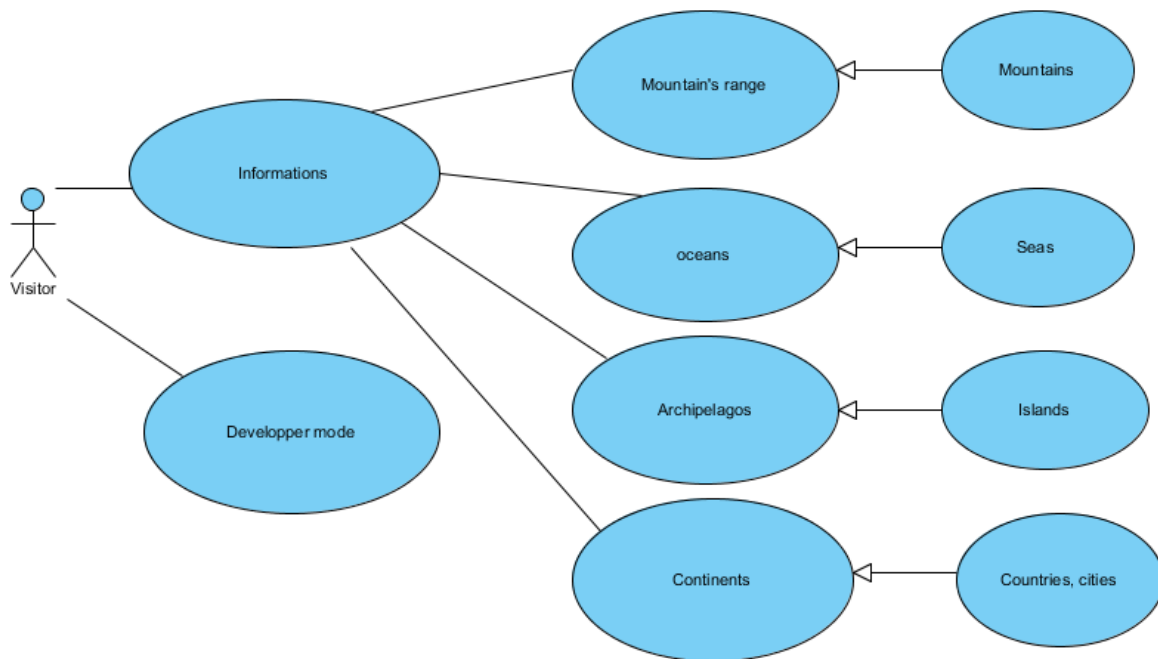 Mountain's range
Mountains
Informations
oceans
Seas
Visitor
Developper mode
Archipelagos
Islands
Continents
Countries, cities